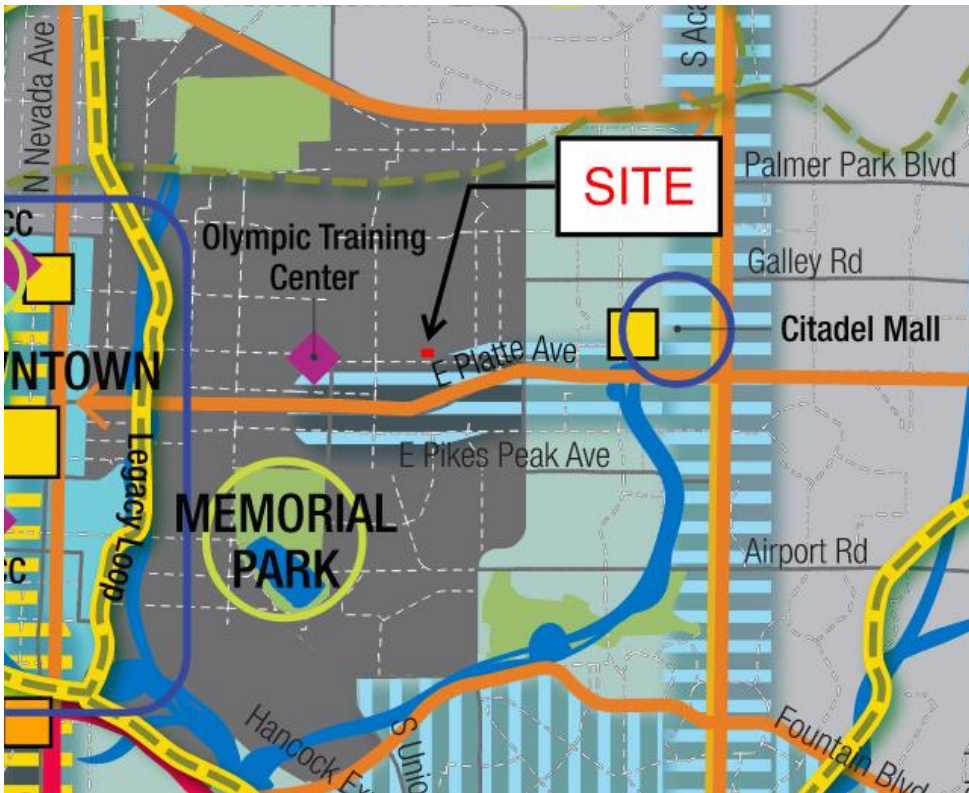 N Nevada Ave
S Aca
SITE
Palmer Park Blvd
CC
Olympic Training
Center
Galley Rd
Citadel Mall
E Platte Ave
NTOWN
Legacy Loop
E Pikes Peak Ave
MEMORIAL
PARK
Airport Rd
Hancock Ex
S Unio
Fountain Blvd